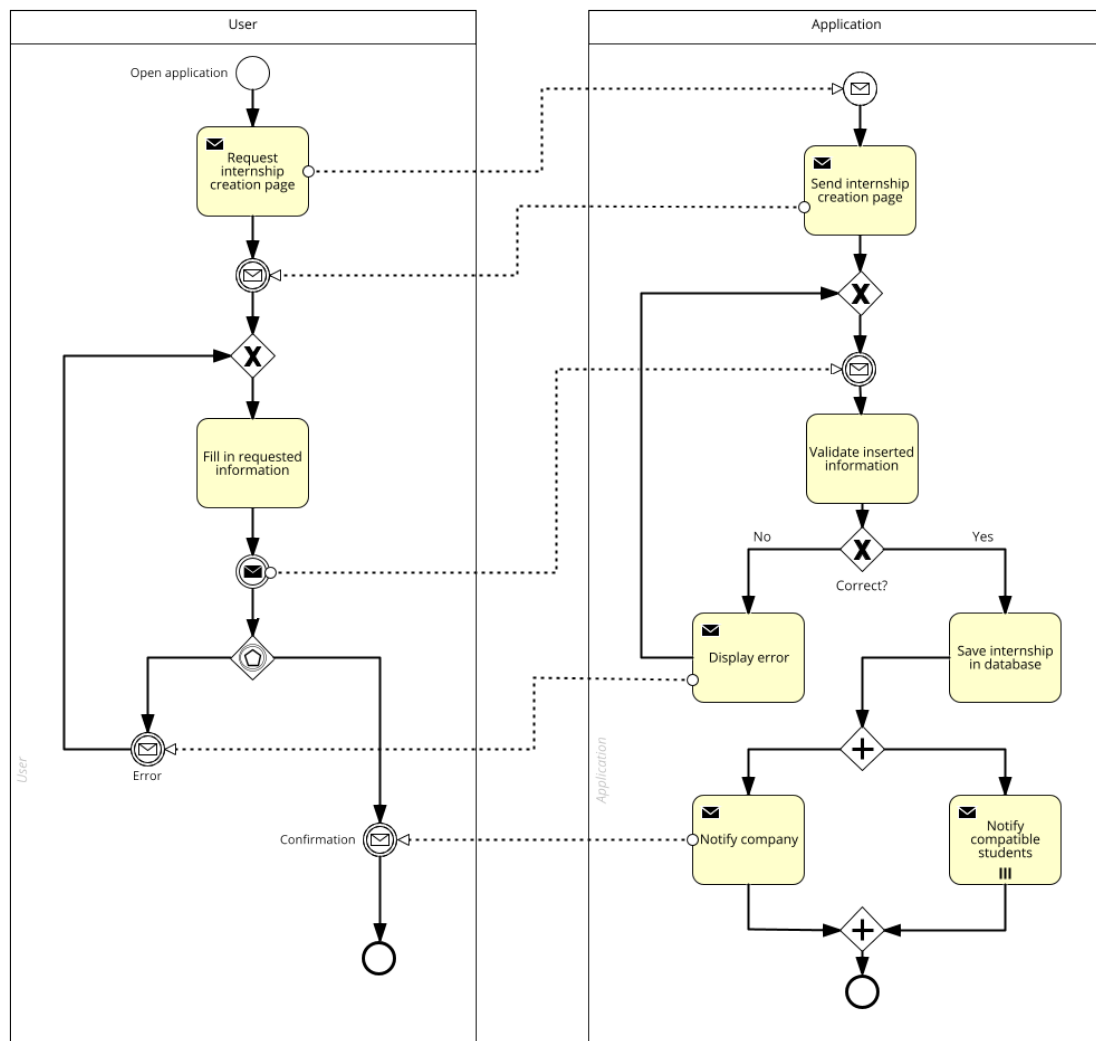 User
Application
Open application
Request
internship
creation page
Send internship
creation page
Fill in requested
information
Validate inserted
information
No
Yes
Correct?
Display error
Save internship
in database
User
Error
Application
Confirmation
Notify company
Notify
compatible
students